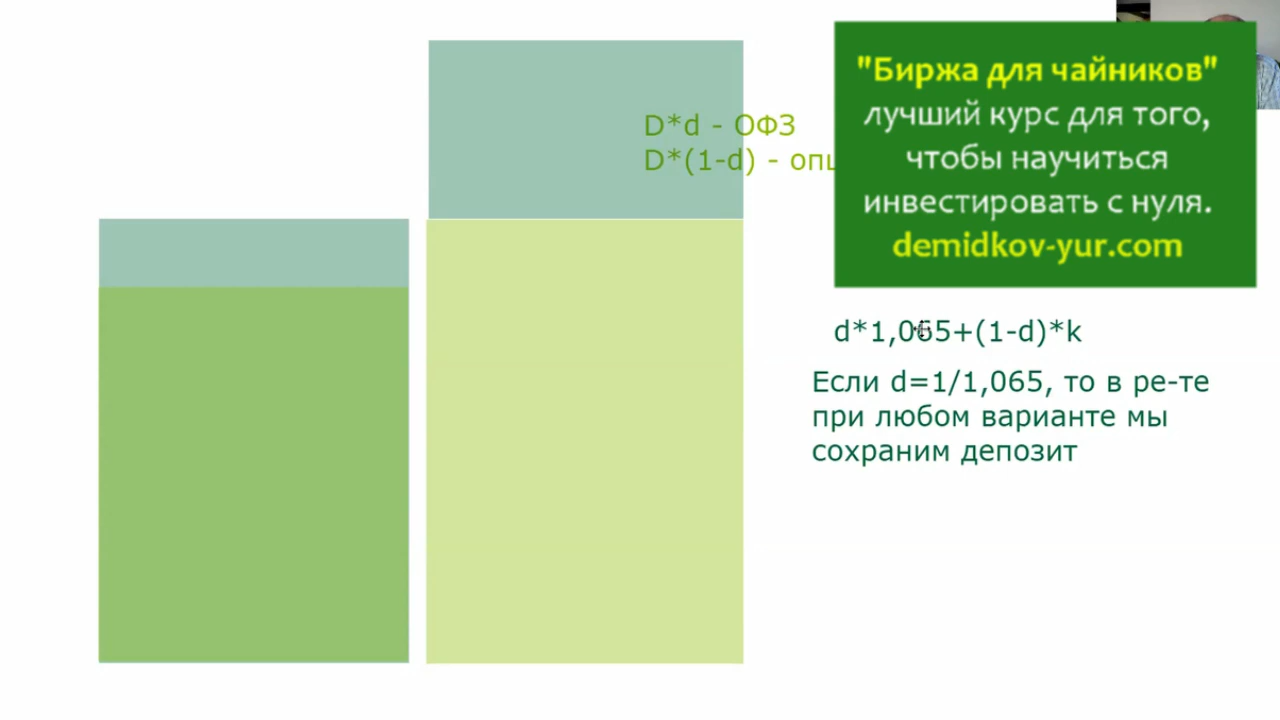 D*d - ОФЗ
D*(1-d) - 
"Биржа для чайников"
лучший курс для того,
чтобы научиться
инвестировать с нуля.
demidkov-yur.com
d*1,065+(1-d)*k
Если d=1/1,065, то в ре-те
при любом варианте мы
сохраним депозит